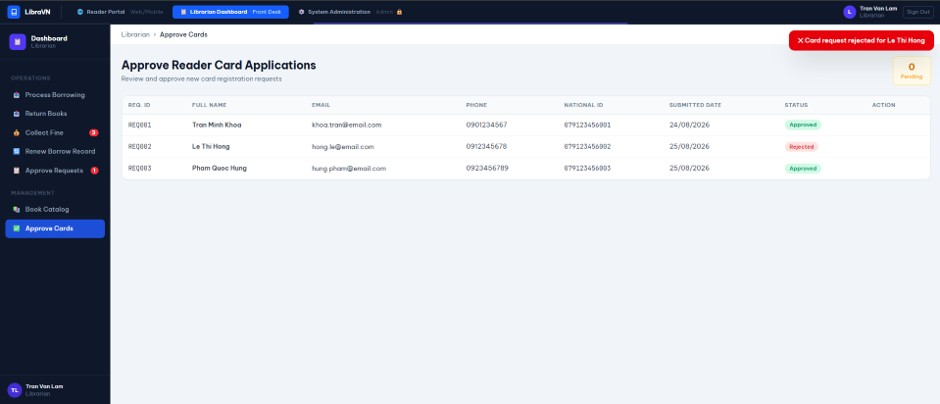 LibraVN
Reader Portal · Web/Mobile
Librarian Dashboard · Front Desk
System Administration · Admin
L
Tran Van Lam
Librarian
Sign Out
Dashboard
Librarian
Librarian › Approve Cards
✕ Card request rejected for Le Thi Hong
Approve Reader Card Applications
Review and approve new card registration requests
0
Pending
OPERATIONS
Process Borrowing
Return Books
Collect Fine 3
Renew Borrow Record
Approve Requests 1
MANAGEMENT
Book Catalog
Approve Cards
REQ. ID FULL NAME EMAIL PHONE NATIONAL ID SUBMITTED DATE STATUS ACTION
REQ001 Tran Minh Khoa khoa.tran@email.com 0901234567 079123456001 24/08/2026 Approved
REQ002 Le Thi Hong hong.le@email.com 0912345678 079123456002 25/08/2026 Rejected
REQ003 Pham Quoc Hung hung.pham@email.com 0923456789 079123456003 25/08/2026 Approved
TL
Tran Van Lam
Librarian